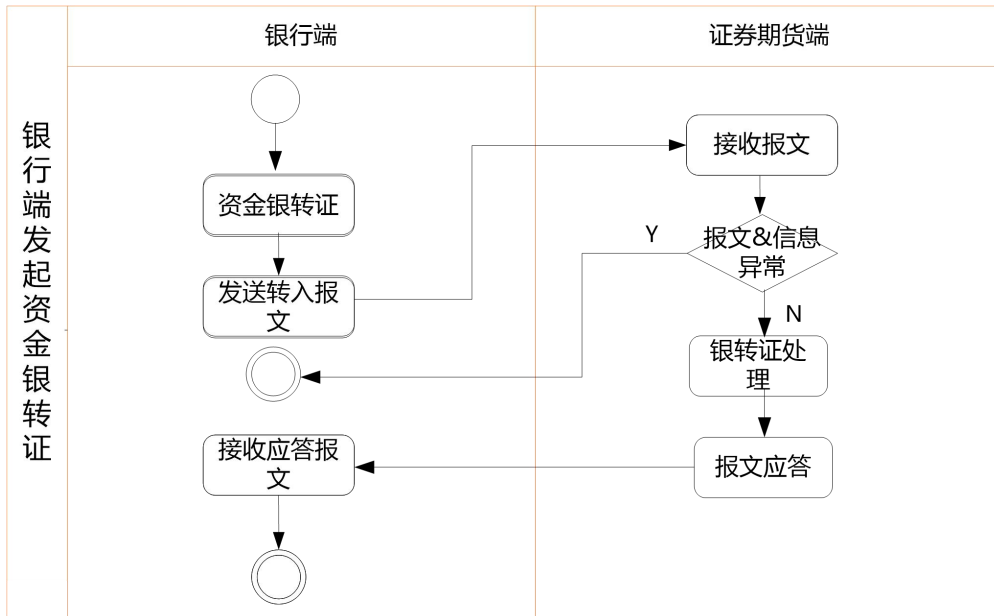 银行端
证券期货端
银行端发起资金银转证
资金银转证
发送转入报
文
接收应答报
文
接收报文
报文&信息
异常
Y
N
银转证处
理
报文应答